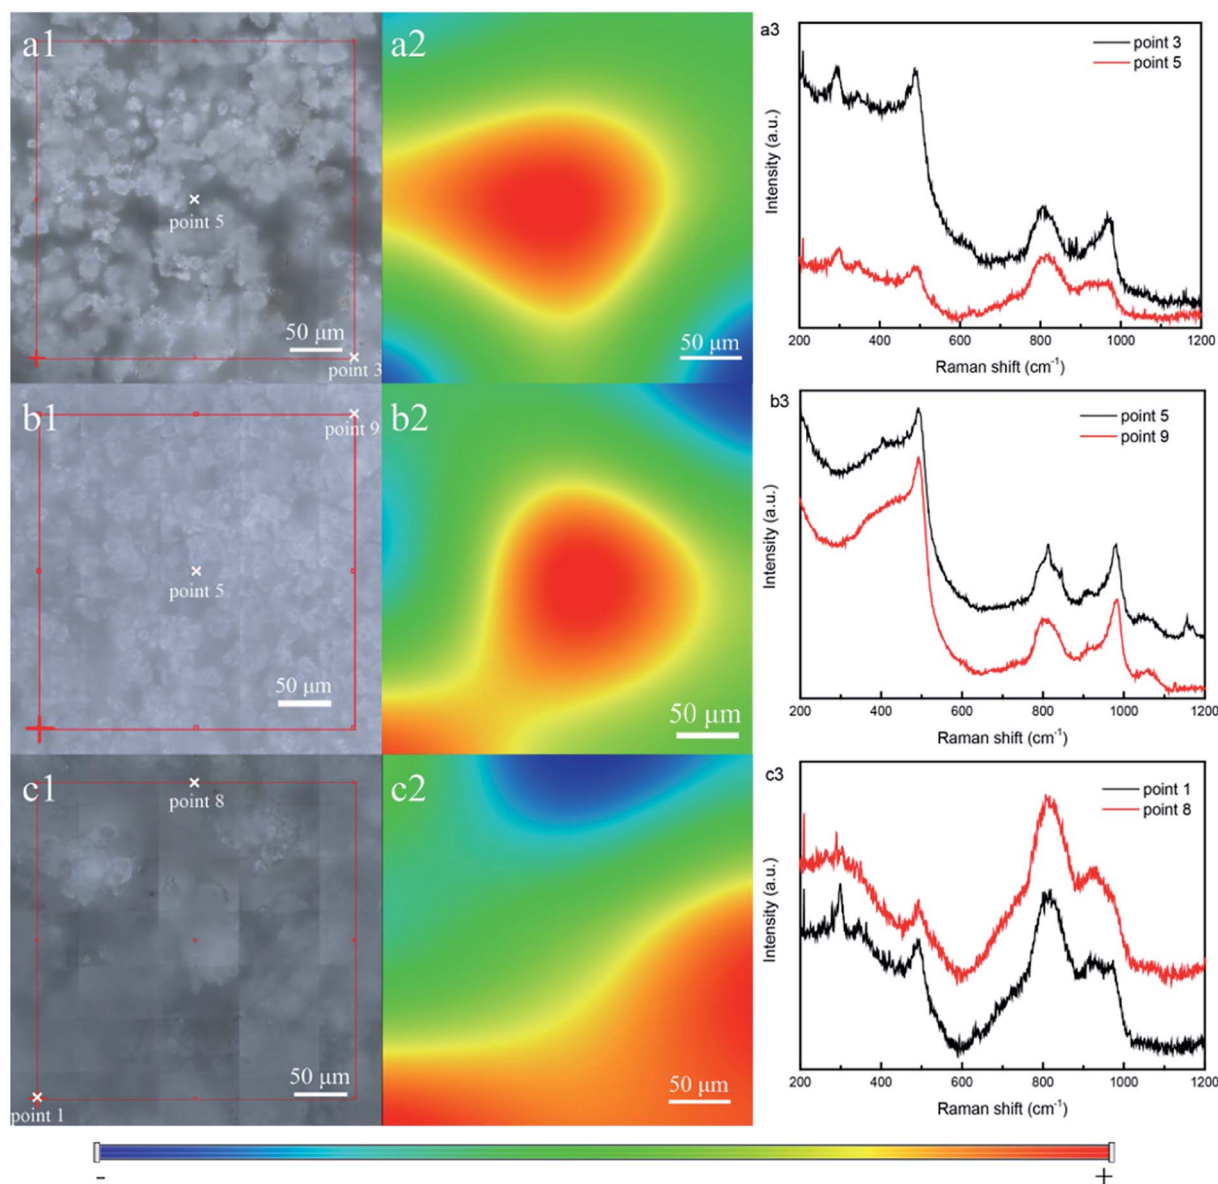 a1
point 5
50 µm
point 3
a2
50 µm
a3
point 3
point 5
Intensity (a.u.)
200 400 600 800 1000 1200
Raman shift (cm-1)
b1
point 9
point 5
50 µm
b2
50 µm
b3
point 5
point 9
Intensity (a.u.)
200 400 600 800 1000 1200
Raman shift (cm-1)
c1
point 8
50 µm
point 1
c2
50 µm
c3
point 1
point 8
Intensity (a.u.)
200 400 600 800 1000 1200
Raman shift (cm-1)
- +